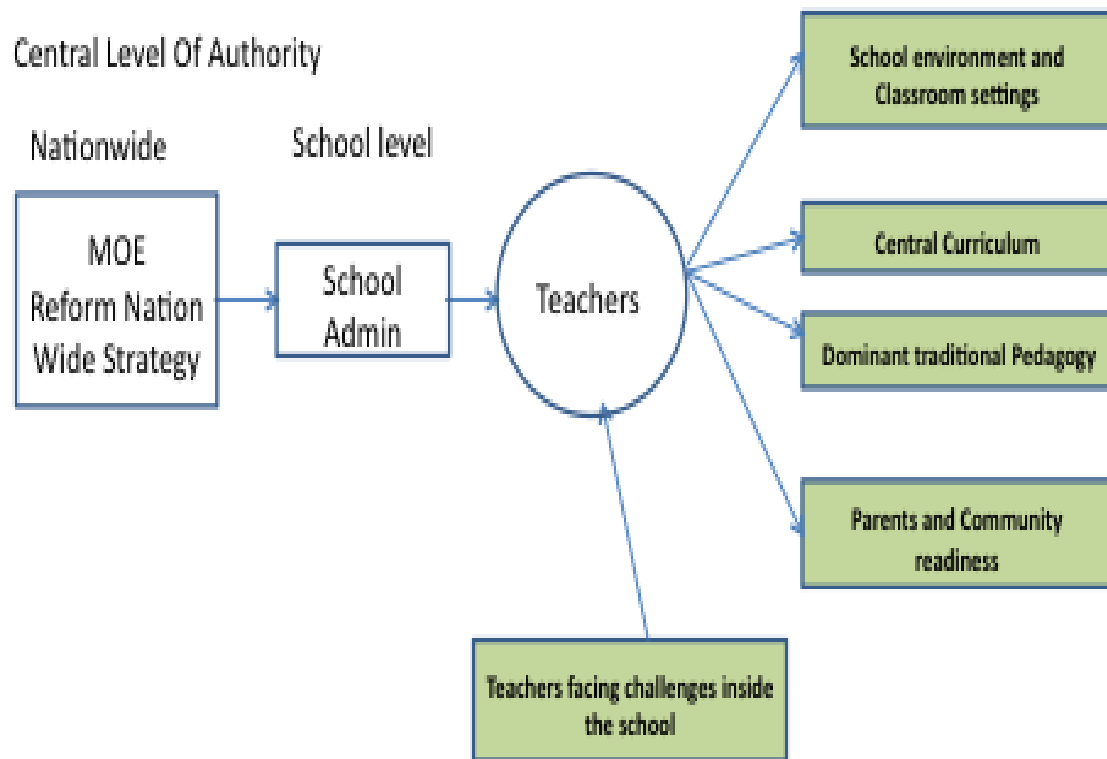 Central Level Of Authority
Nationwide
School level
MOE
Reform Nation
Wide Strategy
School
Admin
Teachers
School environment and
Classroom settings
Central Curriculum
Dominant traditional Pedagogy
Parents and Community
readiness
Teachers facing challenges inside
the school